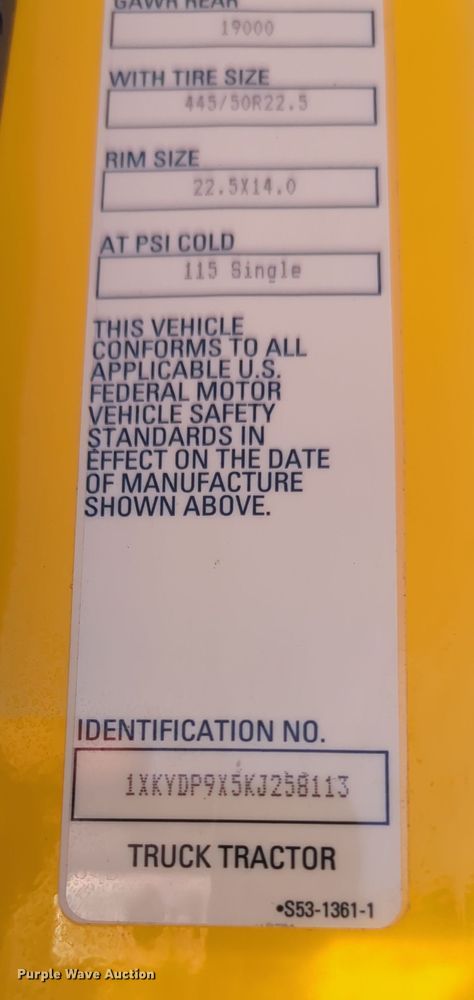 GAWR REAR
19000
WITH TIRE SIZE
445/50R22.5
RIM SIZE
22.5X14.0
AT PSI COLD
115 Single
THIS VEHICLE
CONFORMS TO ALL
APPLICABLE U.S.
FEDERAL MOTOR
VEHICLE SAFETY
STANDARDS IN
EFFECT ON THE DATE
OF MANUFACTURE
SHOWN ABOVE.
IDENTIFICATION NO.
1XKYDP9X5KJ258113
TRUCK TRACTOR
•S53-1361-1
Purple Wave Auction